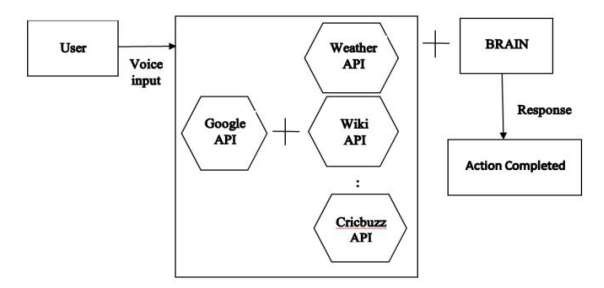 User
Voice
input
Google
API
Weather
API
Wiki
API
:
Cricbuzz
API
BRAIN
Response
Action Completed